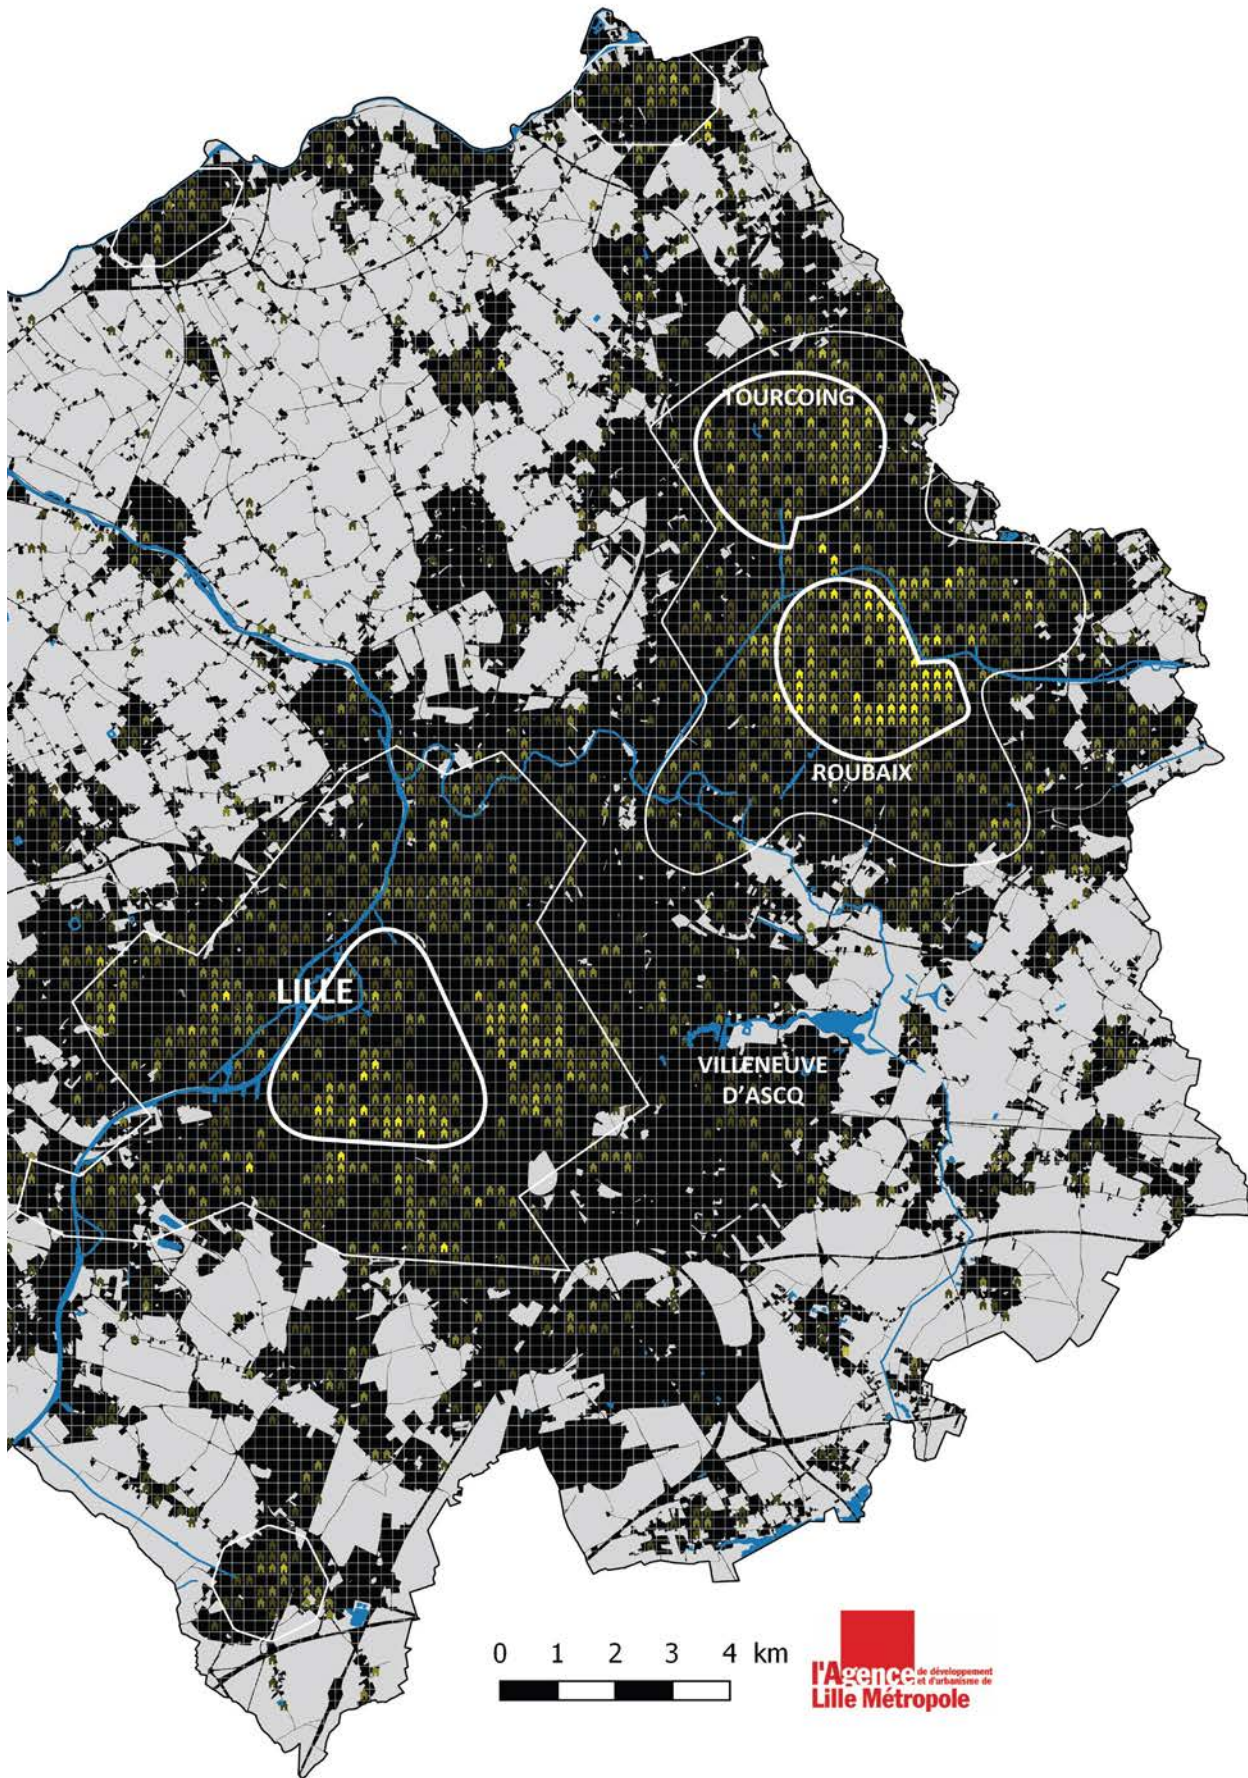 TOURCOING
ROUBAIX
LILLE
VILLENEUVE
D'ASCQ
0 1 2 3 4 km
l'Agence de développement
et d'urbanisme de
Lille Métropole